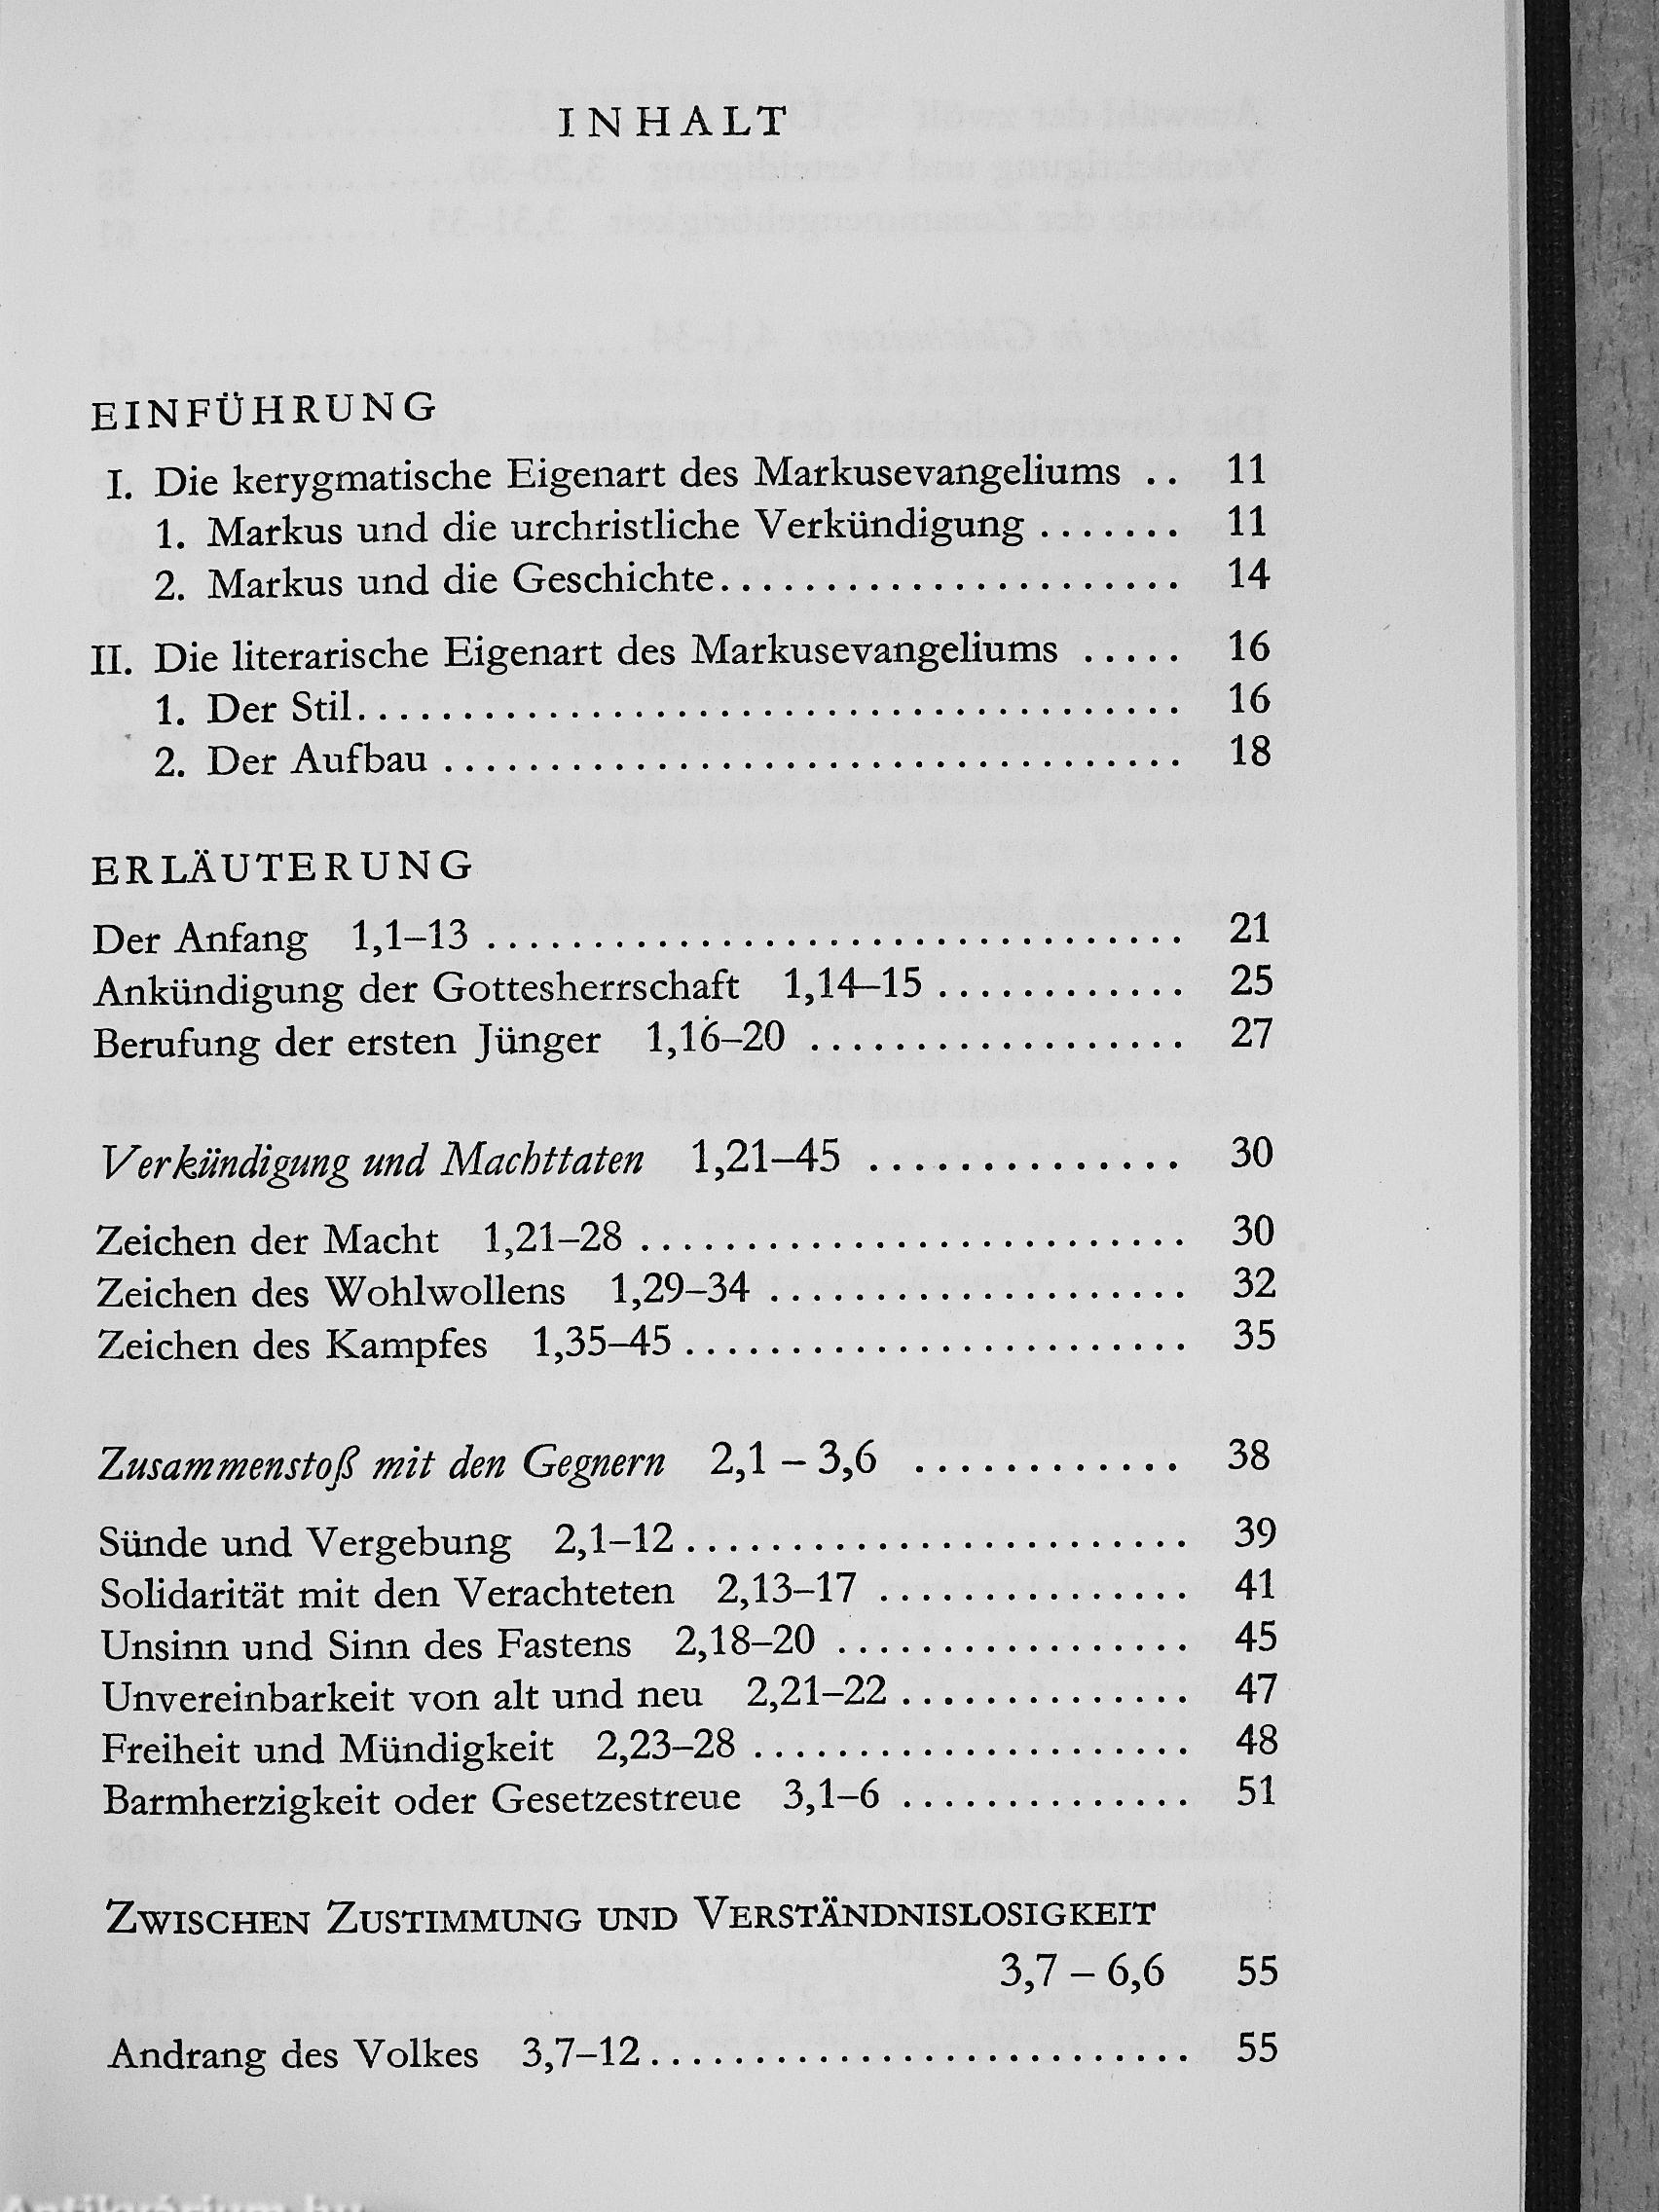 INHALT
EINFÜHRUNG
I. Die kerygmatische Eigenart des Markusevangeliums .. 11
1. Markus und die urchristliche Verkündigung ....... 11
2. Markus und die Geschichte...................... 14
II. Die literarische Eigenart des Markusevangeliums ..... 16
1. Der Stil....................................... 16
2. Der Aufbau ................................... 18
ERLÄUTERUNG
Der Anfang 1,1–13 ................................. 21
Ankündigung der Gottesherrschaft 1,14–15 ............ 25
Berufung der ersten Jünger 1,16–20 .................. 27
Verkündigung und Machttaten 1,21–45 ............... 30
Zeichen der Macht 1,21–28 .......................... 30
Zeichen des Wohlwollens 1,29–34 .................... 32
Zeichen des Kampfes 1,35–45 ........................ 35
Zusammenstoß mit den Gegnern 2,1 – 3,6 ............ 38
Sünde und Vergebung 2,1–12 ........................ 39
Solidarität mit den Verachteten 2,13–17 ............... 41
Unsinn und Sinn des Fastens 2,18–20 ................. 45
Unvereinbarkeit von alt und neu 2,21–22 .............. 47
Freiheit und Mündigkeit 2,23–28 ..................... 48
Barmherzigkeit oder Gesetzestreue 3,1–6 .............. 51
ZWISCHEN ZUSTIMMUNG UND VERSTÄNDNISLOSIGKEIT
3,7 – 6,6 55
Andrang des Volkes 3,7–12.......................... 55